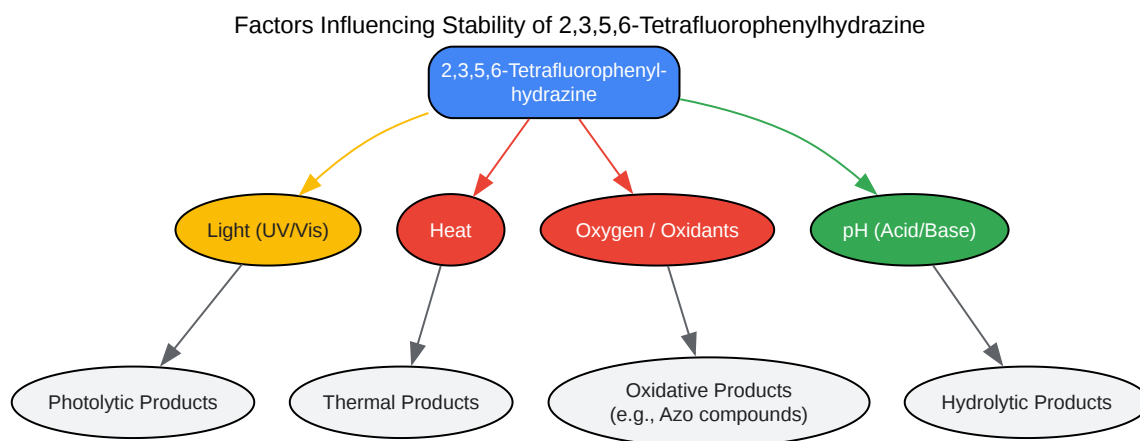 Factors Influencing Stability of 2,3,5,6-Tetrafluorophenylhydrazine
2,3,5,6-Tetrafluorophenyl-
hydrazine
Light (UV/Vis)
Heat
Oxygen / Oxidants
pH (Acid/Base)
Photolytic Products
Thermal Products
Oxidative Products
(e.g., Azo compounds)
Hydrolytic Products